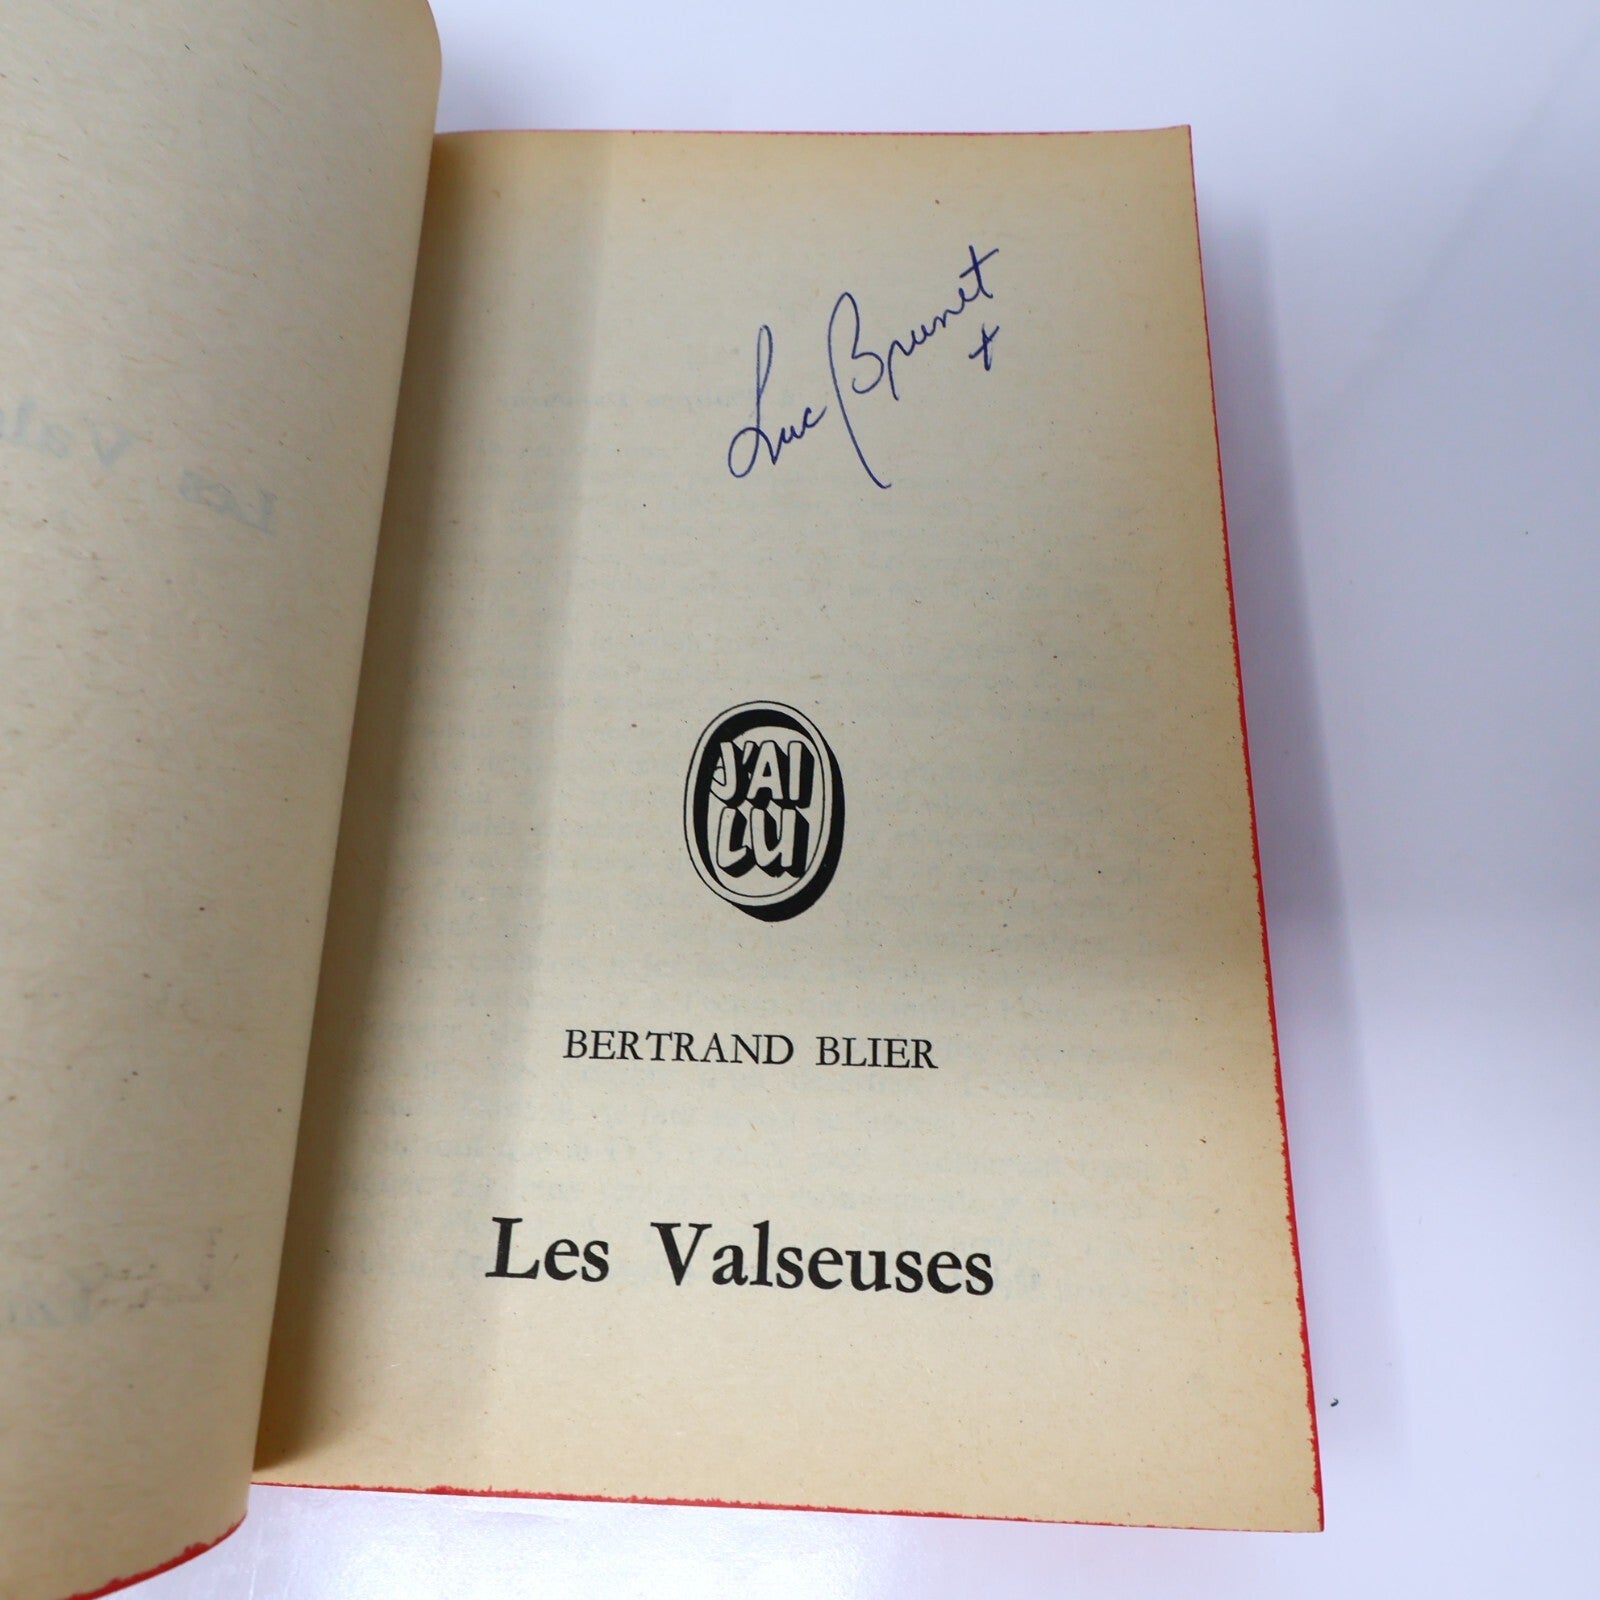 Luc Brunet
x
J'AI
LU
BERTRAND BLIER
Les Valseuses